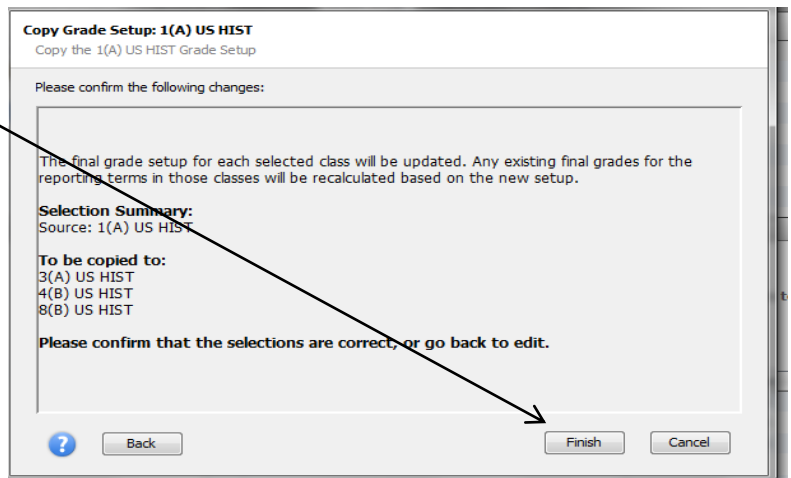 Copy Grade Setup: 1(A) US HIST
Copy the 1(A) US HIST Grade Setup
Please confirm the following changes:
The final grade setup for each selected class will be updated. Any existing final grades for the
reporting terms in those classes will be recalculated based on the new setup.
Selection Summary:
Source: 1(A) US HIST
To be copied to:
3(A) US HIST
4(B) US HIST
8(B) US HIST
Please confirm that the selections are correct, or go back to edit.
? Back Finish Cancel